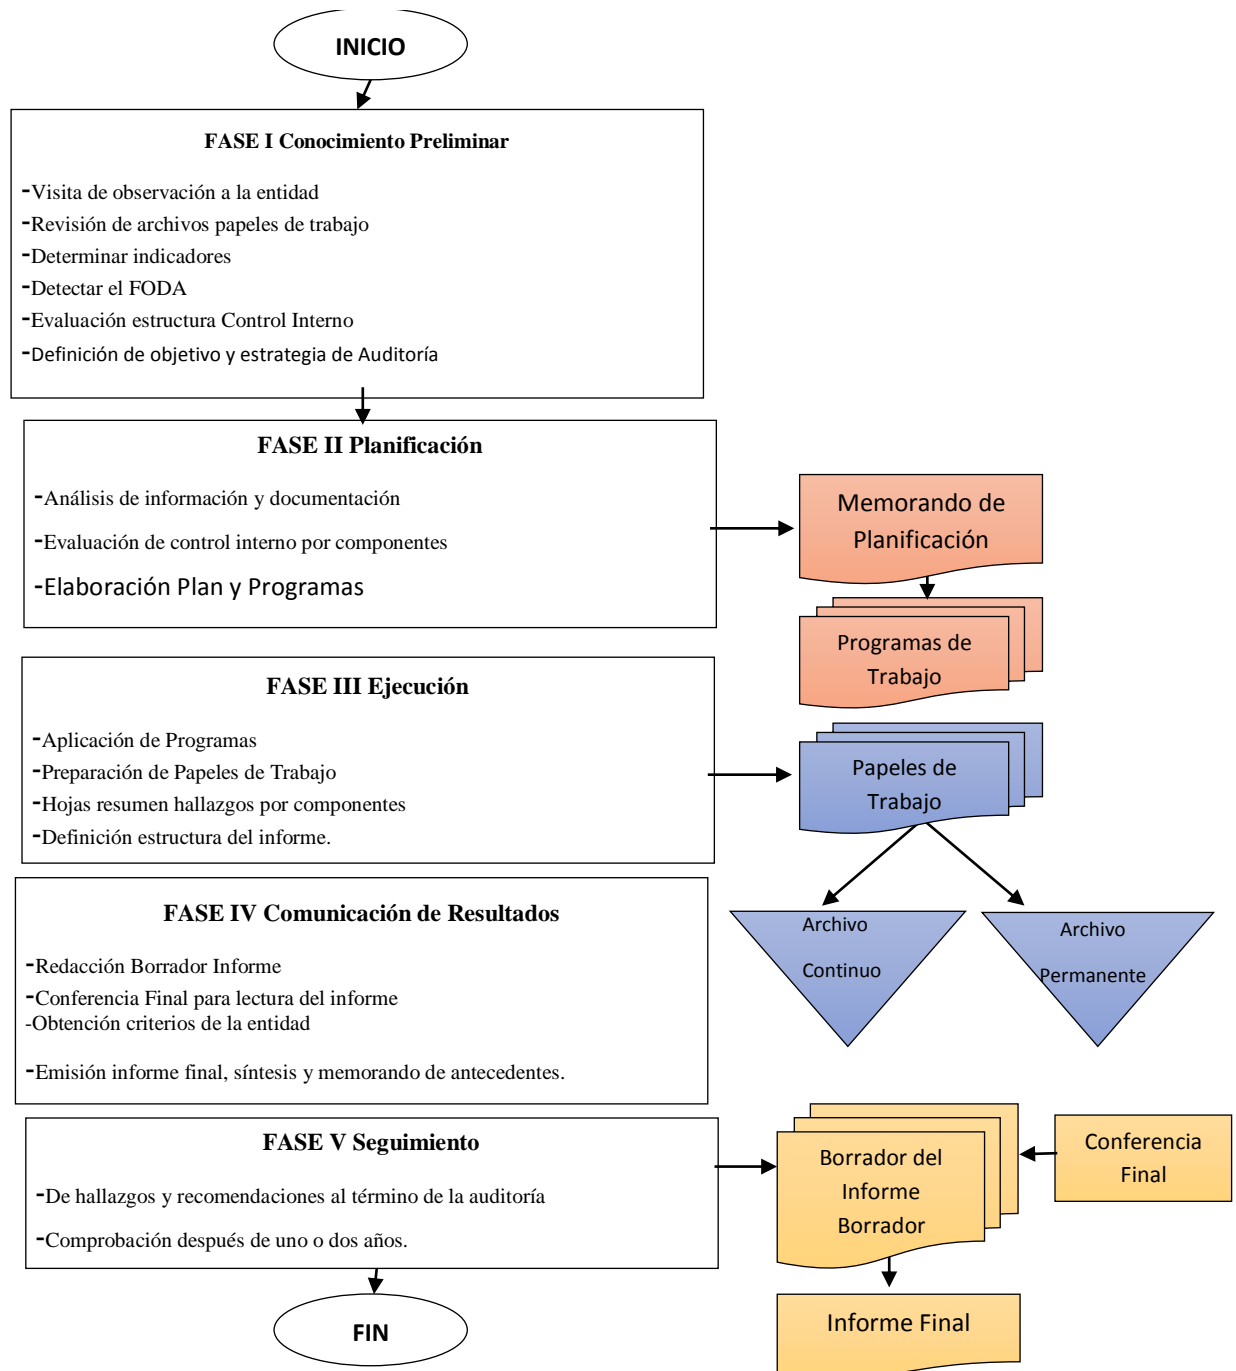 INICIO
FASE I Conocimiento Preliminar
-Visita de observación a la entidad
-Revisión de archivos papeles de trabajo
-Determinar indicadores
-Detectar el FODA
-Evaluación estructura Control Interno
-Definición de objetivo y estrategia de Auditoría
FASE II Planificación
-Análisis de información y documentación
-Evaluación de control interno por componentes
-Elaboración Plan y Programas
Memorando de
Planificación
Programas de
Trabajo
FASE III Ejecución
-Aplicación de Programas
-Preparación de Papeles de Trabajo
-Hojas resumen hallazgos por componentes
-Definición estructura del informe.
Papeles de
Trabajo
Archivo
Continuo
Archivo
Permanente
FASE IV Comunicación de Resultados
-Redacción Borrador Informe
-Conferencia Final para lectura del informe
-Obtención criterios de la entidad
-Emisión informe final, síntesis y memorando de antecedentes.
FASE V Seguimiento
-De hallazgos y recomendaciones al término de la auditoría
-Comprobación después de uno o dos años.
Borrador del
Informe
Borrador
Conferencia
Final
Informe Final
FIN